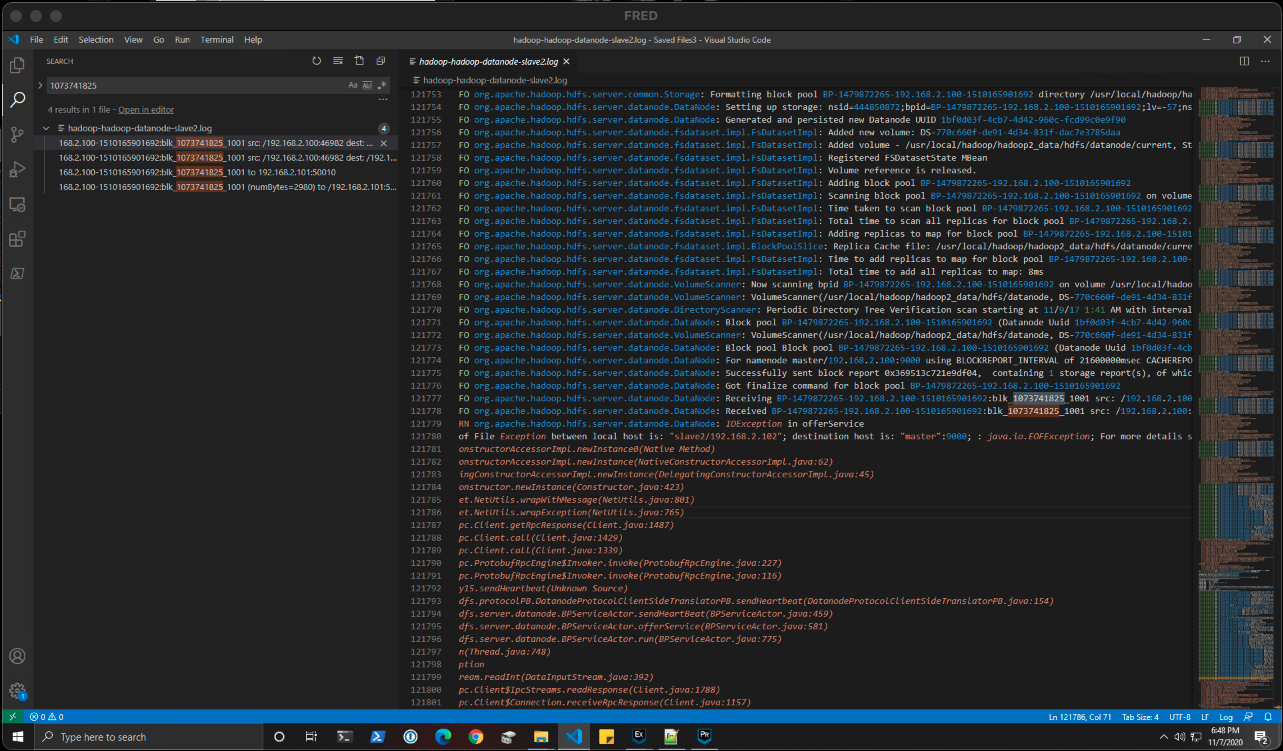 FRED
File Edit Selection View Go Run Terminal Help
hadoop-hadoop-datanode-slave2.log - Saved Files3 - Visual Studio Code
SEARCH
1073741825
4 results in 1 file - Open in editor
hadoop-hadoop-datanode-slave2.log 4
168.2.100-1510165901692:blk_1073741825_1001 src: /192.168.2.100:46982 dest: ...
168.2.100-1510165901692:blk_1073741825_1001 src: /192.168.2.100:46982 dest: /192.1...
168.2.100-1510165901692:blk_1073741825_1001 to 192.168.2.101:50010
168.2.100-1510165901692:blk_1073741825_1001 (numBytes=2980) to /192.168.2.101:5...
hadoop-hadoop-datanode-slave2.log
hadoop-hadoop-datanode-slave2.log
121753 FO org.apache.hadoop.hdfs.server.common.Storage: Formatting block pool BP-1479872265-192.168.2.100-1510165901692 directory /usr/local/ha
121754 FO org.apache.hadoop.hdfs.server.datanode.DataNode: Setting up storage: nsid=444850872;bpid=BP-1479872265-192.168.2.100-1510165901692;lv=-57;ns
121755 FO org.apache.hadoop.hdfs.server.datanode.DataNode: Generated and persisted new Datanode UUID 1bf0d03f-4cb7-4d42-960c-fcd99c0e9f90
121756 FO org.apache.hadoop.hdfs.server.datanode.fsdataset.impl.FsDatasetImpl: Added new volume: DS-770c660f-de91-4d34-831f-dac7e3785daa
121757 FO org.apache.hadoop.hdfs.server.datanode.fsdataset.impl.FsDatasetImpl: Added volume - /usr/local/hadoop/hadoop2_data/hdfs/datanode/current, St
121758 FO org.apache.hadoop.hdfs.server.datanode.fsdataset.impl.FsDatasetImpl: Registered FSDatasetState MBean
121759 FO org.apache.hadoop.hdfs.server.datanode.fsdataset.impl.FsDatasetImpl: Volume reference is released.
121760 FO org.apache.hadoop.hdfs.server.datanode.fsdataset.impl.FsDatasetImpl: Adding block pool BP-1479872265-192.168.2.100-1510165901692
121761 FO org.apache.hadoop.hdfs.server.datanode.fsdataset.impl.FsDatasetImpl: Scanning block pool BP-1479872265-192.168.2.100-1510165901692 on volume
121762 FO org.apache.hadoop.hdfs.server.datanode.fsdataset.impl.FsDatasetImpl: Time taken to scan block pool BP-1479872265-192.168.2.100-1510165901692
121763 FO org.apache.hadoop.hdfs.server.datanode.fsdataset.impl.FsDatasetImpl: Total time to scan all replicas for block pool BP-1479872265-192.168.2.
121764 FO org.apache.hadoop.hdfs.server.datanode.fsdataset.impl.FsDatasetImpl: Adding replicas to map for block pool BP-1479872265-192.168.2.100-15101
121765 FO org.apache.hadoop.hdfs.server.datanode.fsdataset.impl.BlockPoolSlice: Replica Cache file: /usr/local/hadoop/hadoop2_data/hdfs/datanode/curre
121766 FO org.apache.hadoop.hdfs.server.datanode.fsdataset.impl.FsDatasetImpl: Time to add replicas to map for block pool BP-1479872265-192.168.2.100-
121767 FO org.apache.hadoop.hdfs.server.datanode.fsdataset.impl.FsDatasetImpl: Total time to add all replicas to map: 8ms
121768 FO org.apache.hadoop.hdfs.server.datanode.VolumeScanner: Now scanning bpid BP-1479872265-192.168.2.100-1510165901692 on volume /usr/local/hadoo
121769 FO org.apache.hadoop.hdfs.server.datanode.VolumeScanner: VolumeScanner(/usr/local/hadoop/hadoop2_data/hdfs/datanode, DS-770c660f-de91-4d34-831f
121770 FO org.apache.hadoop.hdfs.server.datanode.DirectoryScanner: Periodic Directory Tree Verification scan starting at 11/9/17 1:41 AM with interval
121771 FO org.apache.hadoop.hdfs.server.datanode.DataNode: Block pool BP-1479872265-192.168.2.100-1510165901692 (Datanode Uuid 1bf0d03f-4cb7-4d42-960c
121772 FO org.apache.hadoop.hdfs.server.datanode.VolumeScanner: VolumeScanner(/usr/local/hadoop/hadoop2_data/hdfs/datanode, DS-770c660f-de91-4d34-831f
121773 FO org.apache.hadoop.hdfs.server.datanode.DataNode: Block pool Block pool BP-1479872265-192.168.2.100-1510165901692 (Datanode Uuid 1bf0d03f-4cb
121774 FO org.apache.hadoop.hdfs.server.datanode.DataNode: For namenode master/192.168.2.100:9000 using BLOCKREPORT_INTERVAL of 21600000msec CACHEREPO
121775 FO org.apache.hadoop.hdfs.server.datanode.DataNode: Successfully sent block report 0x369513c721e9df04, containing 1 storage report(s), of whic
121776 FO org.apache.hadoop.hdfs.server.datanode.DataNode: Got finalize command for block pool BP-1479872265-192.168.2.100-1510165901692
121777 FO org.apache.hadoop.hdfs.server.datanode.DataNode: Receiving BP-1479872265-192.168.2.100-1510165901692:blk_1073741825_1001 src: /192.168.2.100
121778 FO org.apache.hadoop.hdfs.server.datanode.DataNode: Received BP-1479872265-192.168.2.100-1510165901692:blk_1073741825_1001 src: /192.168.2.100:
121779 RN org.apache.hadoop.hdfs.server.datanode.DataNode: IOException in offerService
121780 of File Exception between local host is: "slave2/192.168.2.102"; destination host is: "master":9000; : java.io.EOFException; For more details s
121781 onstructorAccessorImpl.newInstance0(Native Method)
121782 onstructorAccessorImpl.newInstance(NativeConstructorAccessorImpl.java:62)
121783 ingConstructorAccessorImpl.newInstance(DelegatingConstructorAccessorImpl.java:45)
121784 onstructor.newInstance(Constructor.java:423)
121785 et.NetUtils.wrapWithMessage(NetUtils.java:801)
121786 et.NetUtils.wrapException(NetUtils.java:765)
121787 pc.Client.getRpcResponse(Client.java:1487)
121788 pc.Client.call(Client.java:1429)
121789 pc.Client.call(Client.java:1339)
121790 pc.ProtobufRpcEngine$Invoker.invoke(ProtobufRpcEngine.java:227)
121791 pc.ProtobufRpcEngine$Invoker.invoke(ProtobufRpcEngine.java:116)
121792 y15.sendHeartbeat(Unknown Source)
121793 dfs.protocolPB.DatanodeProtocolClientSideTranslatorPB.sendHeartbeat(DatanodeProtocolClientSideTranslatorPB.java:154)
121794 dfs.server.datanode.BPServiceActor.sendHeartBeat(BPServiceActor.java:459)
121795 dfs.server.datanode.BPServiceActor.offerService(BPServiceActor.java:581)
121796 dfs.server.datanode.BPServiceActor.run(BPServiceActor.java:775)
121797 n(Thread.java:748)
121798 ption
121799 ream.readInt(DataInputStream.java:392)
121800 pc.Client$IpcStreams.readResponse(Client.java:1788)
121801 pc.Client$Connection.receiveRpcResponse(Client.java:1157)
0 0 Ln 121786, Col 71 Tab Size: 4 UTF-8 LF Log
Type here to search
6:48 PM
11/7/2020